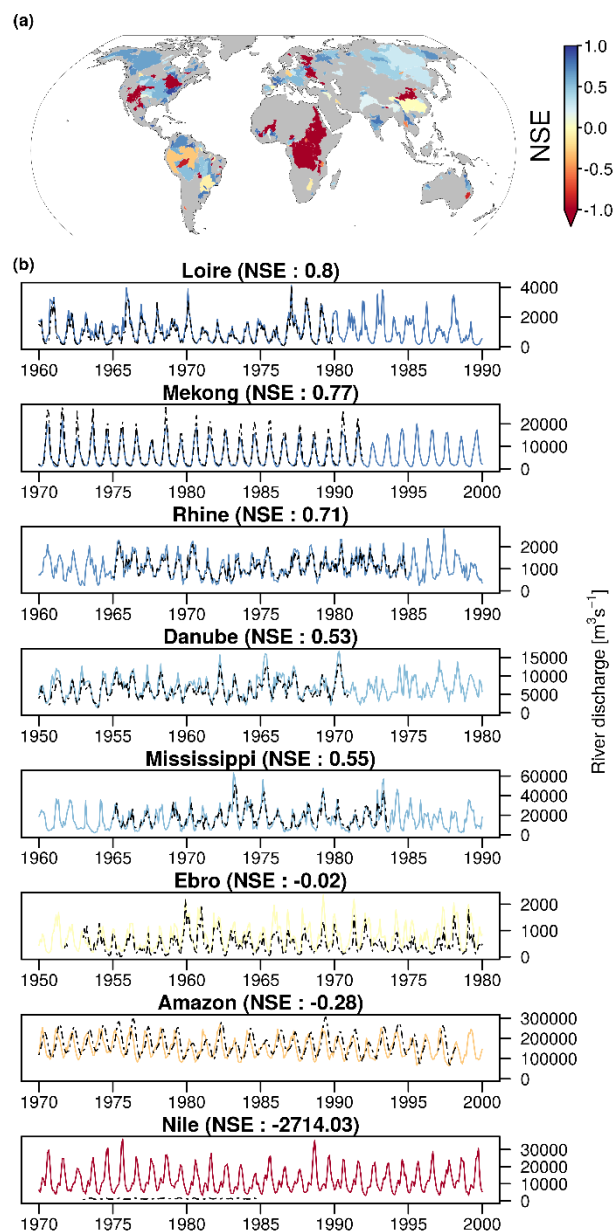 (a)
1.0
0.5
0.0
-0.5
-1.0
NSE
(b)
Loire (NSE : 0.8)
4000
2000
0
1960 1965 1970 1975 1980 1985 1990
Mekong (NSE : 0.77)
20000
10000
0
1970 1975 1980 1985 1990 1995 2000
Rhine (NSE : 0.71)
2000
1000
0
1960 1965 1970 1975 1980 1985 1990
Danube (NSE : 0.53)
15000
10000
5000
0
1950 1955 1960 1965 1970 1975 1980
Mississippi (NSE : 0.55)
60000
40000
20000
0
1960 1965 1970 1975 1980 1985 1990
Ebro (NSE : -0.02)
2000
1000
0
1950 1955 1960 1965 1970 1975 1980
Amazon (NSE : -0.28)
300000
200000
100000
0
1970 1975 1980 1985 1990 1995 2000
Nile (NSE : -2714.03)
30000
20000
10000
0
1970 1975 1980 1985 1990 1995 2000
River discharge [m³s⁻¹]